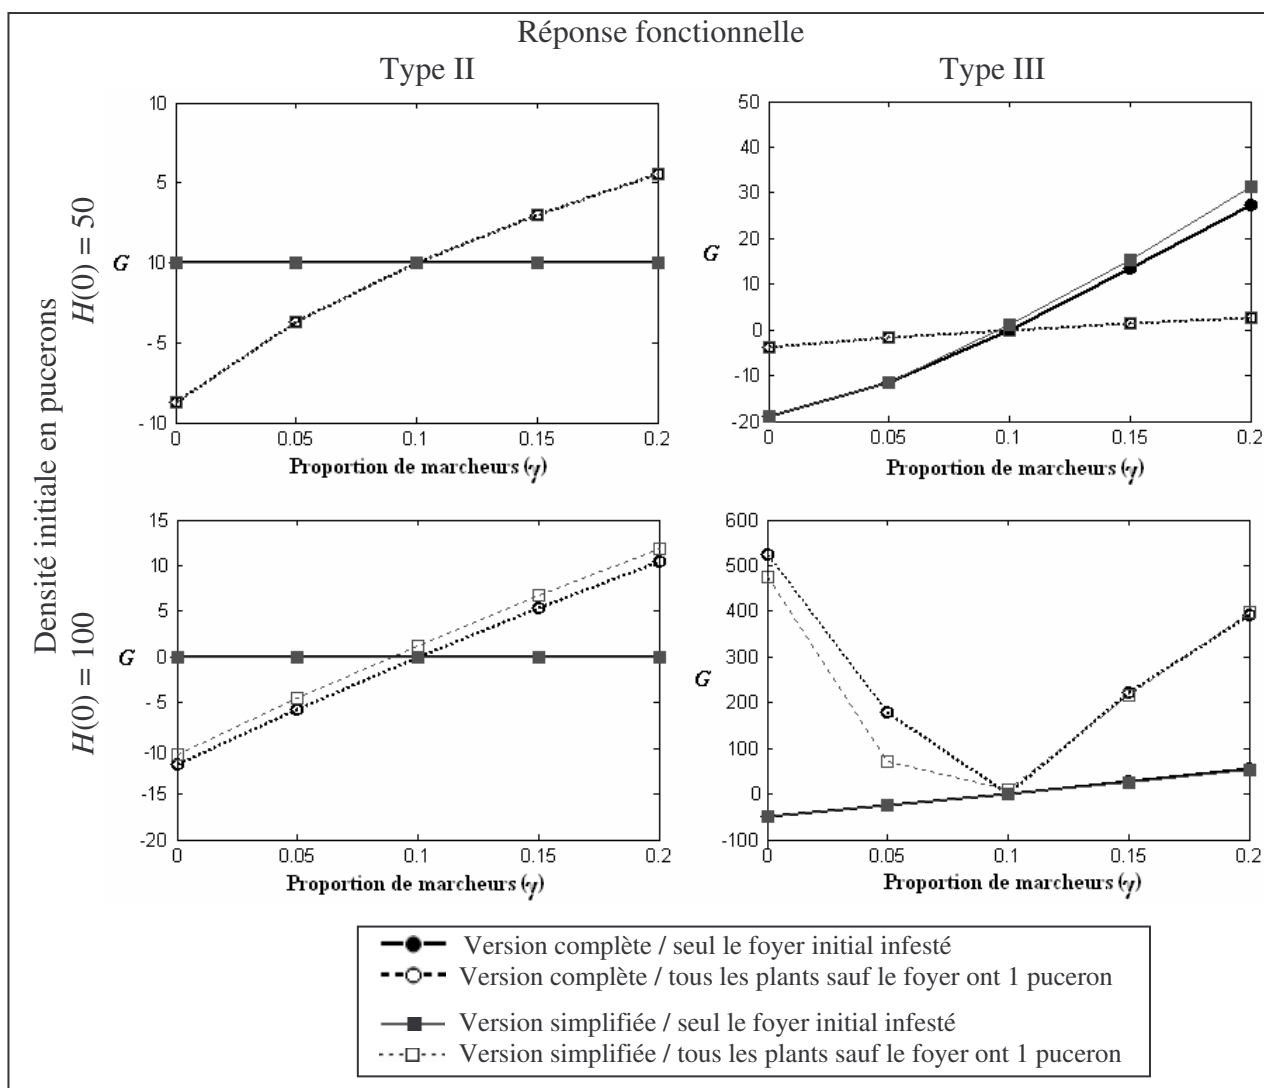 Réponse fonctionnelle
Type II
Type III
Densité initiale en pucerons
H(0) = 50
H(0) = 100
10
5
10
- 5
- 10
G
0
0.05
0.1
0.15
0.2
Proportion de marcheurs (γ)
50
40
30
20
10
0
-10
-20
G
0
0.05
0.1
0.15
0.2
Proportion de marcheurs (γ)
15
10
5
0
- 5
-10
-15
-20
G
0
0.05
0.1
0.15
0.2
Proportion de marcheurs (γ)
600
500
400
300
200
100
0
-100
G
0
0.05
0.1
0.15
0.2
Proportion de marcheurs (γ)
Version complète / seul le foyer initial infesté
Version complète / tous les plants sauf le foyer ont 1 puceron
Version simplifiée / seul le foyer initial infesté
Version simplifiée / tous les plants sauf le foyer ont 1 puceron